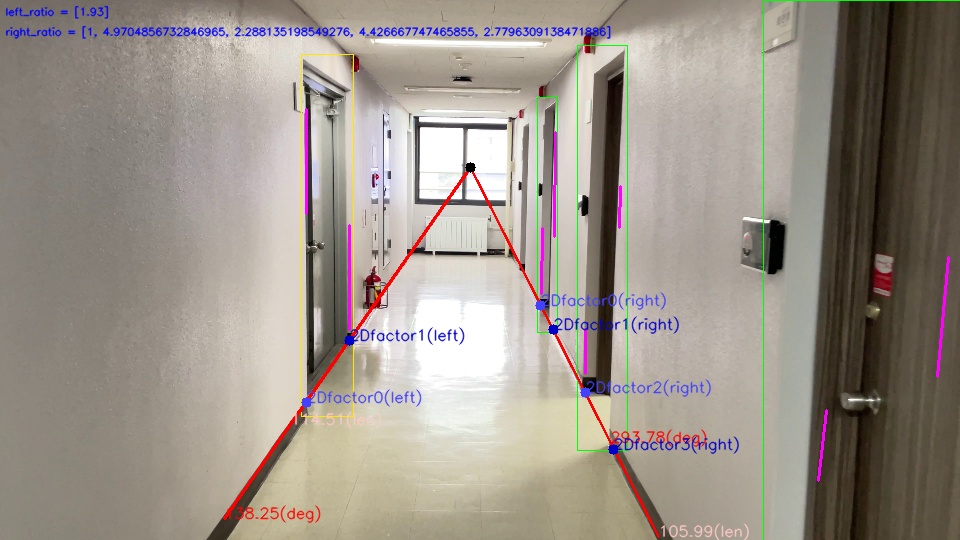 left_ratio = [1.93]
right_ratio = [1, 4.9704856732846965, 2.288135198549276, 4.426667747465855, 2.7796309138471886]
2Dfactor0(right)
2Dfactor1(right)
2Dfactor1(left)
2Dfactor2(right)
2Dfactor0(left)
114.51(len)
293.78(deg)
2Dfactor3(right)
138.25(deg)
105.99(len)